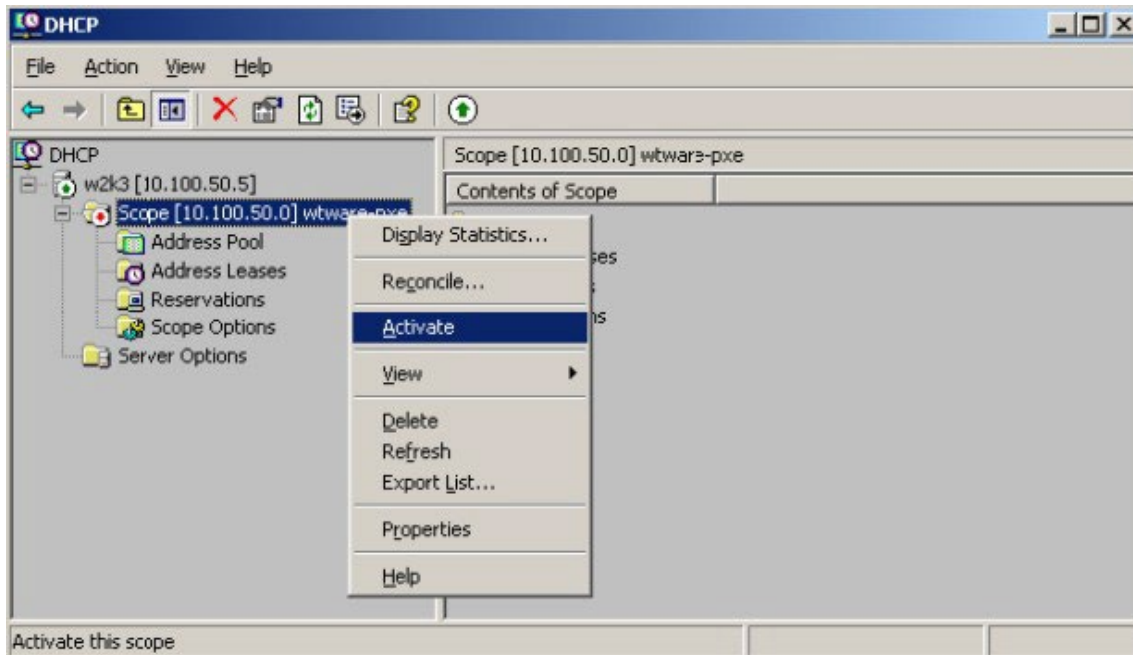 DHCP
File Action View Help
DHCP
w2k3 [10.100.50.5]
Scope [10.100.50.0] wtware-pxe
Address Pool
Address Leases
Reservations
Scope Options
Server Options
Scope [10.100.50.0] wtware-pxe
Contents of Scope
Display Statistics...
Reconcile...
Activate
View
Delete
Refresh
Export List...
Properties
Help
Activate this scope